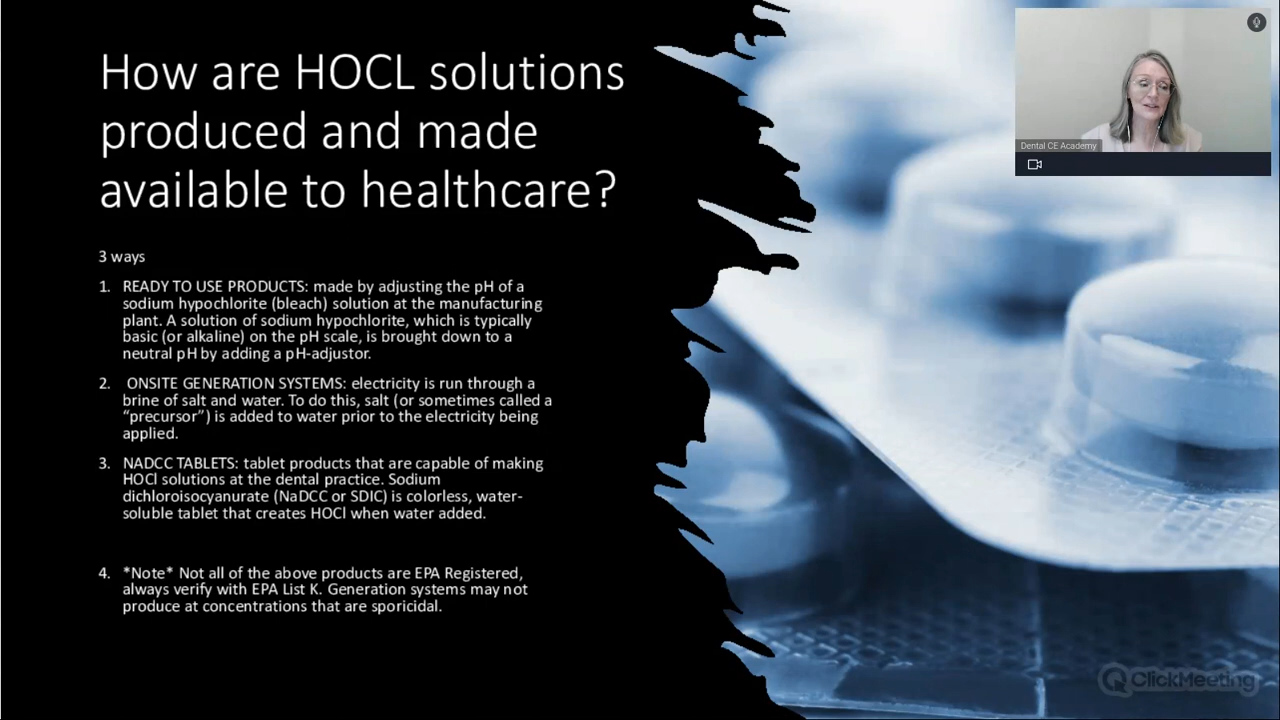 How are HOCL solutions
produced and made
available to healthcare?
3 ways
1. READY TO USE PRODUCTS: made by adjusting the pH of a
sodium hypochlorite (bleach) solution at the manufacturing
plant. A solution of sodium hypochlorite, which is typically
basic (or alkaline) on the pH scale, is brought down to a
neutral pH by adding a pH-adjustor.
2. ONSITE GENERATION SYSTEMS: electricity is run through a
brine of salt and water. To do this, salt (or sometimes called a
“precursor”) is added to water prior to the electricity being
applied.
3. NADCC TABLETS: tablet products that are capable of making
HOCl solutions at the dental practice. Sodium
dichloroisocyanurate (NaDCC or SDIC) is colorless, water-
soluble tablet that creates HOCl when water added.
4. *Note* Not all of the above products are EPA Registered,
always verify with EPA List K. Generation systems may not
produce at concentrations that are sporicidal.
Dental CE Academy
ClickMeeting